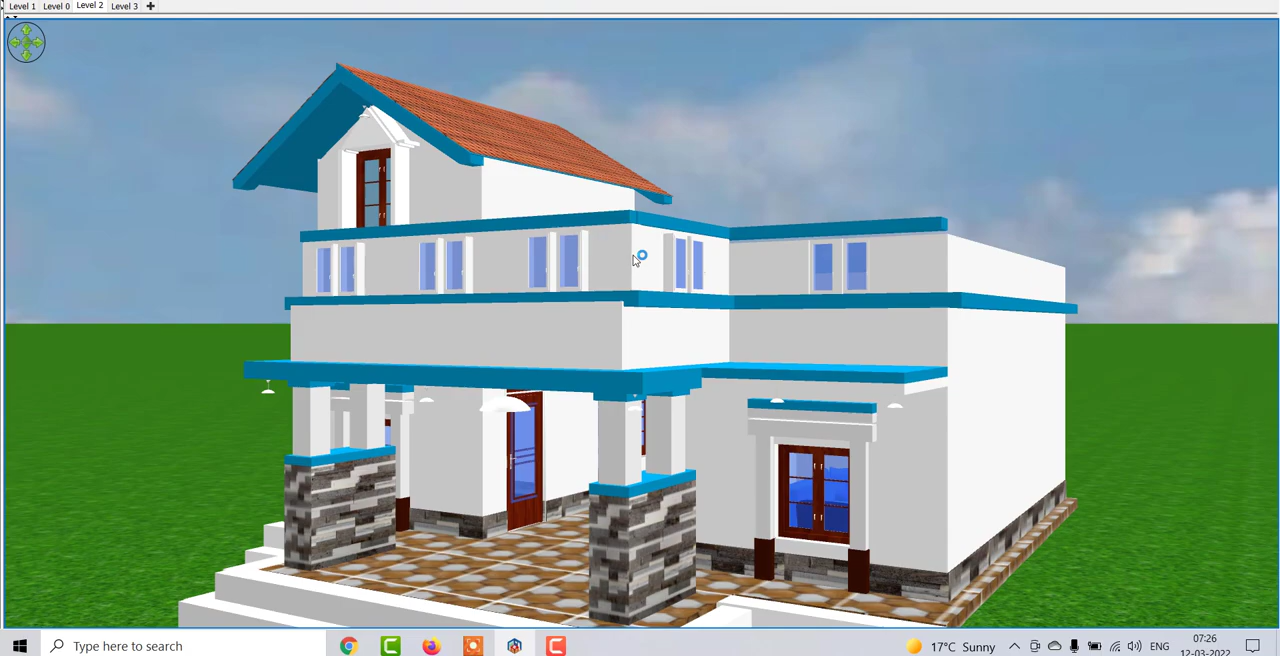 Level 1 Level 0 Level 2 Level 3
Type here to search
17°C Sunny
ENG
07:26
12-03-2022